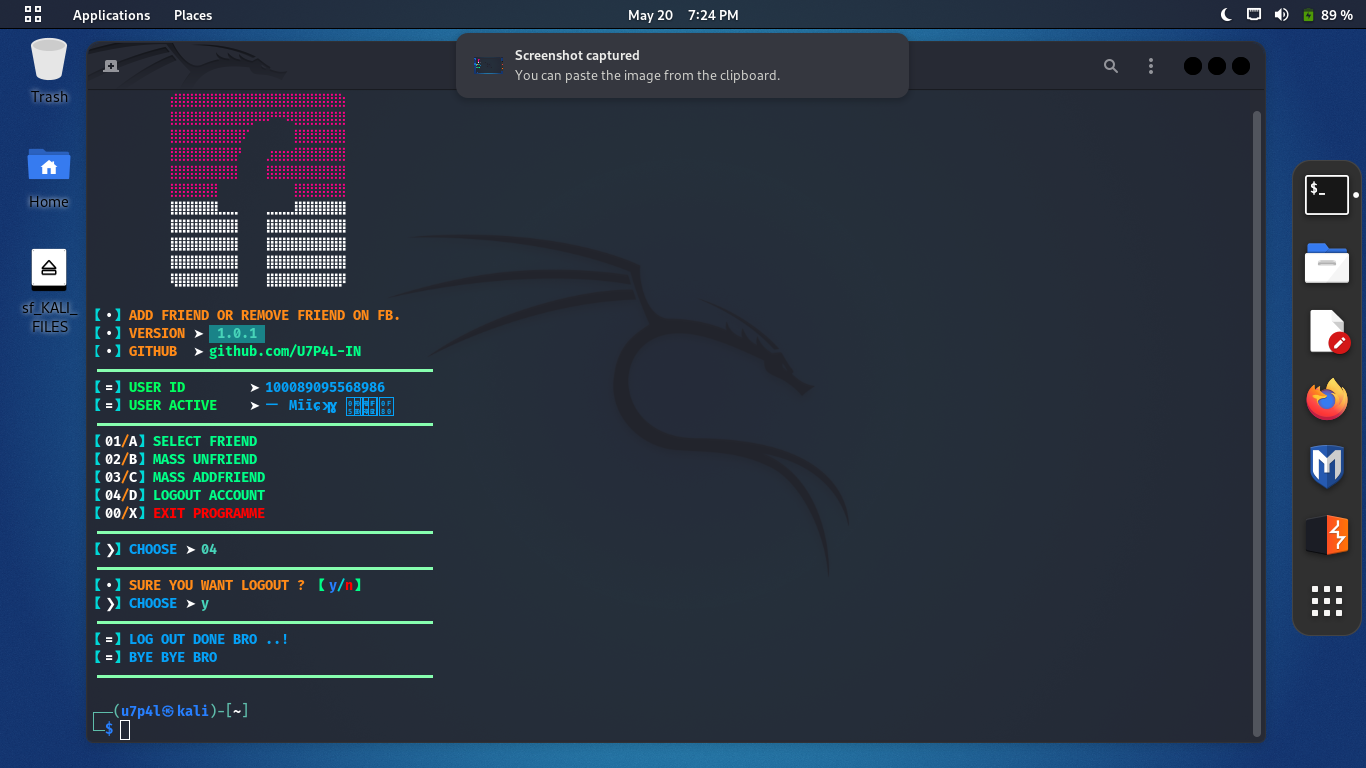 Applications Places
May 20 7:24 PM
89 %
Screenshot captured
You can paste the image from the clipboard.
Trash
Home
sf_KALI_
FILES
【•】ADD FRIEND OR REMOVE FRIEND ON FB.
【•】VERSION ➤ 1.0.1
【•】GITHUB ➤ github.com/U7P4L-IN
【=】USER ID ➤ 100089095568986
【=】USER ACTIVE ➤
【01/A】SELECT FRIEND
【02/B】MASS UNFRIEND
【03/C】MASS ADDFRIEND
【04/D】LOGOUT ACCOUNT
【00/X】EXIT PROGRAMME
【❯】CHOOSE ➤ 04
【•】SURE YOU WANT LOGOUT ? 【y/n】
【❯】CHOOSE ➤ y
【=】LOG OUT DONE BRO ..!
【=】BYE BYE BRO
┌──(u7p4l㉿kali)-[~]
└─$
$_